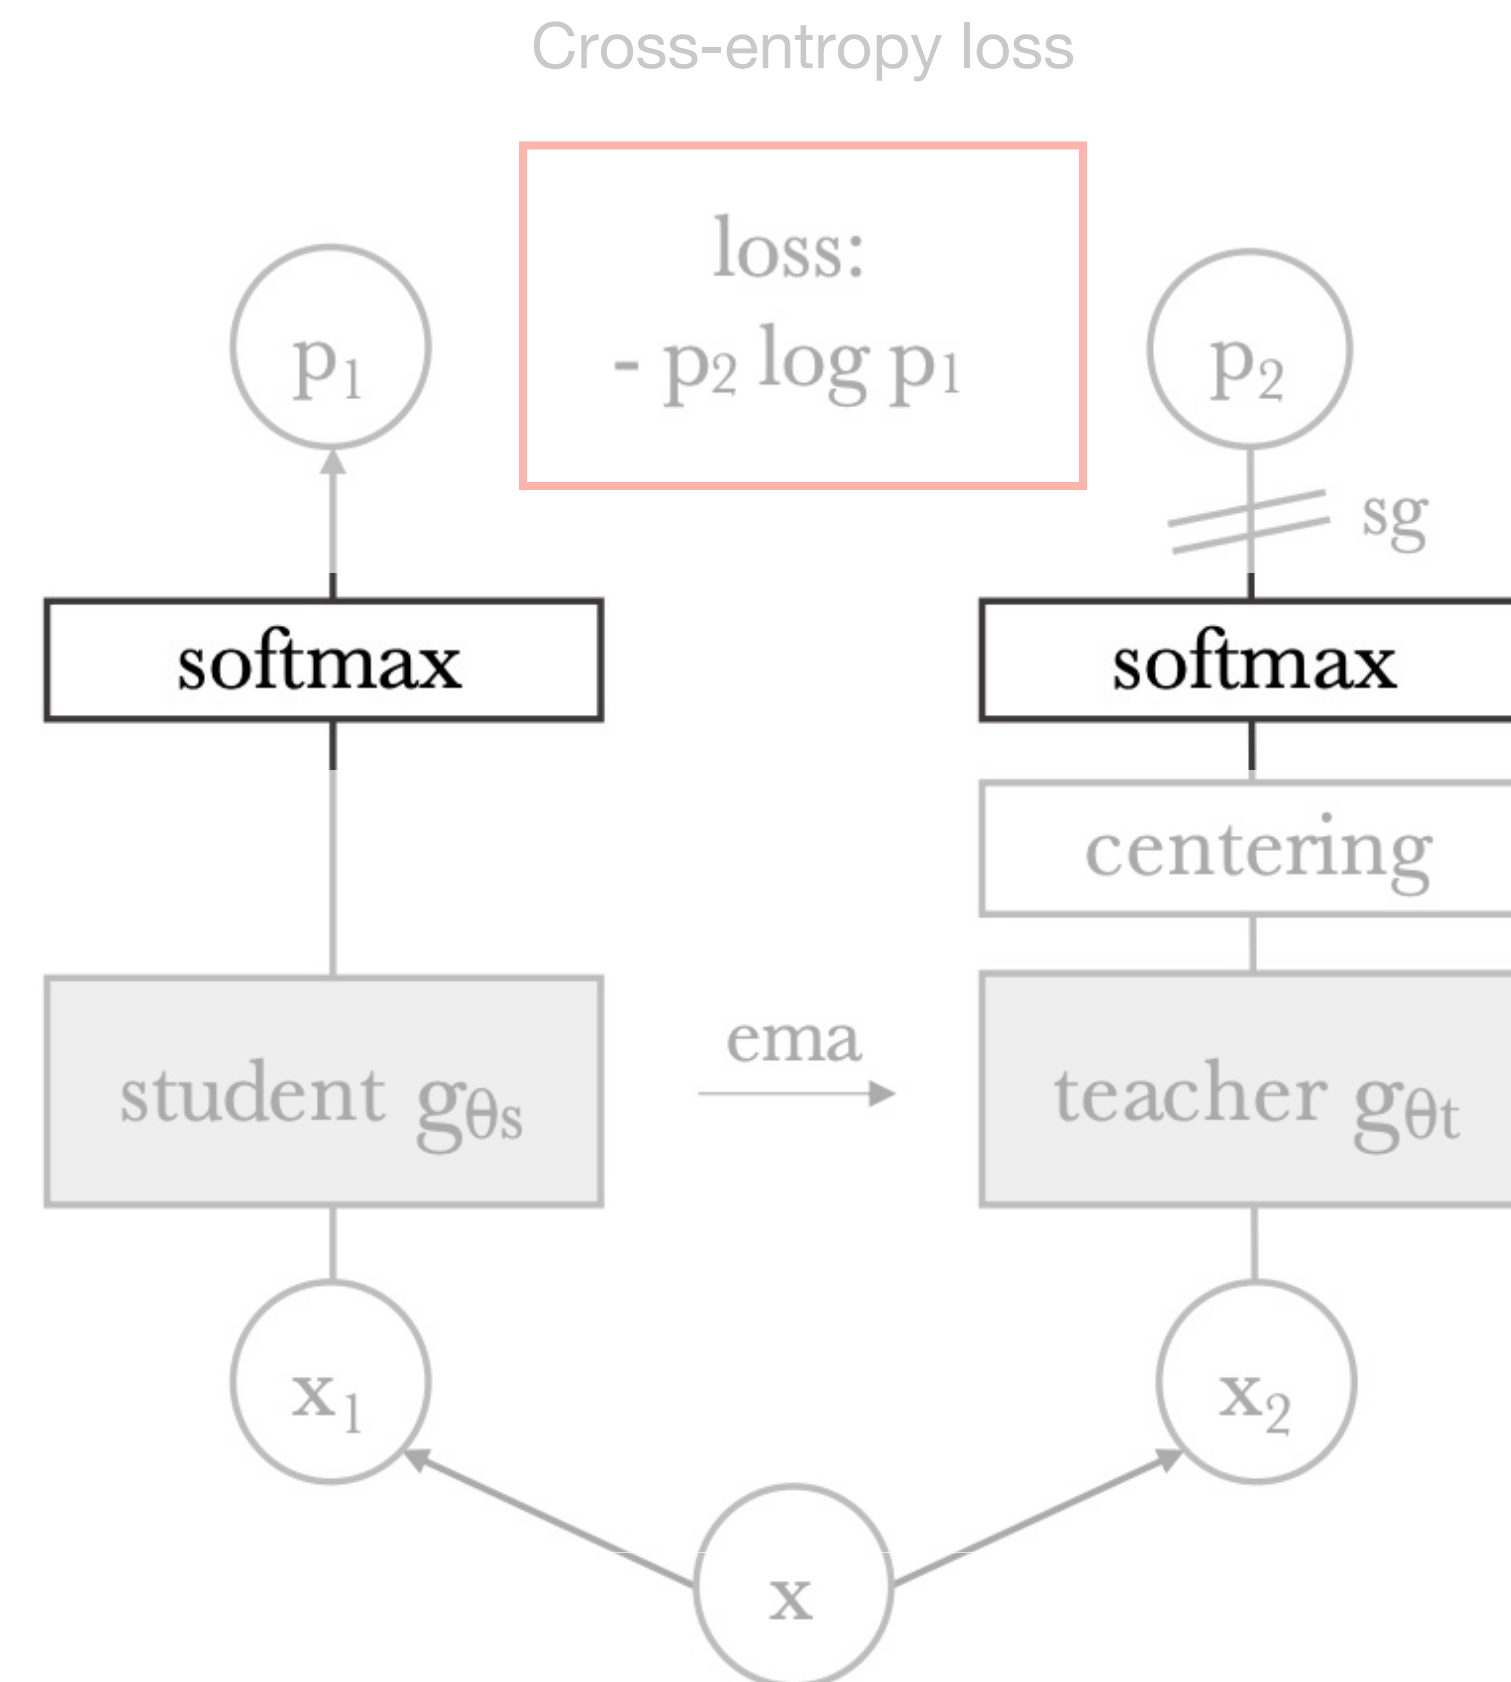 Cross-entropy loss
loss:
- p₂ log p₁
p₁
p₂
sg
softmax
softmax
centering
student gθs
ema
teacher gθt
x₁
x₂
x